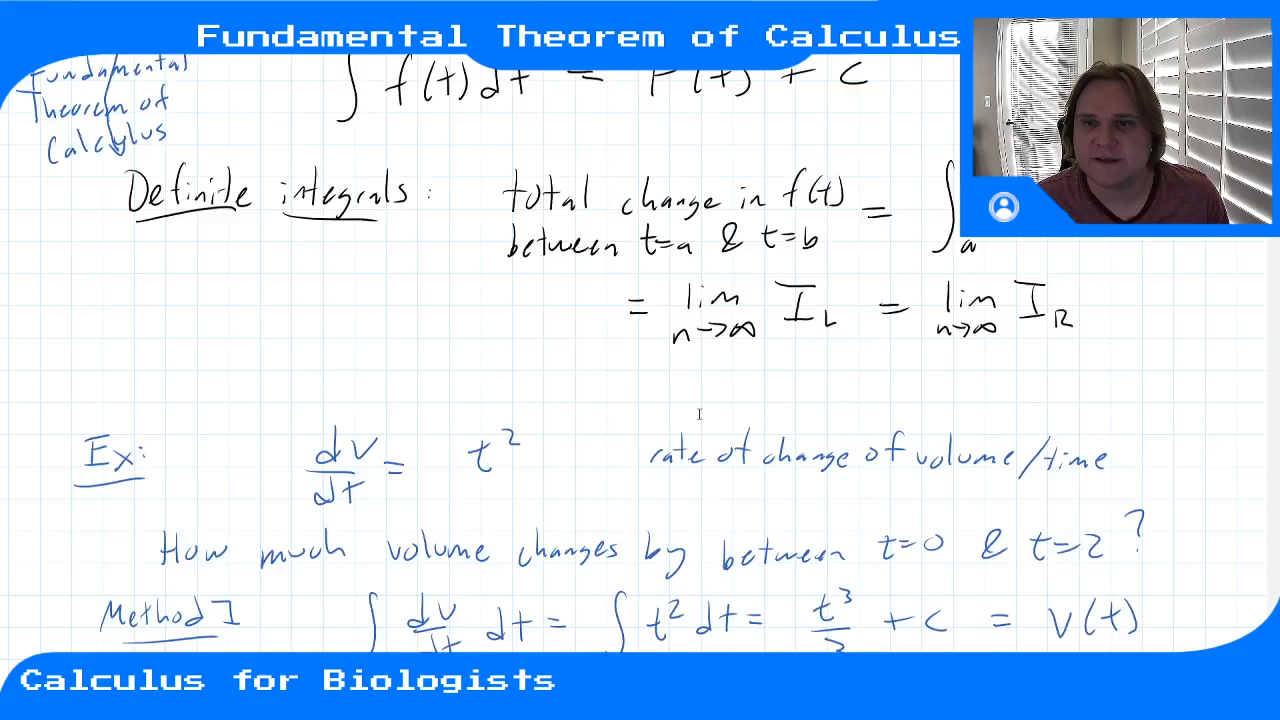 Fundamental Theorem of Calculus
Fundamental
Theorem of
Calculus
∫ f(t) dt = F(t) + C
Definite integrals: total change in f(t)
between t=a & t=b = ∫ a
= lim n→∞ I_L = lim n→∞ I_R
Ex: dV/dt = t² rate of change of volume/time
How much volume changes by between t=0 & t=2?
Method I ∫ dV/dt dt = ∫ t² dt = t³/3 + C = V(t)
Calculus for Biologists